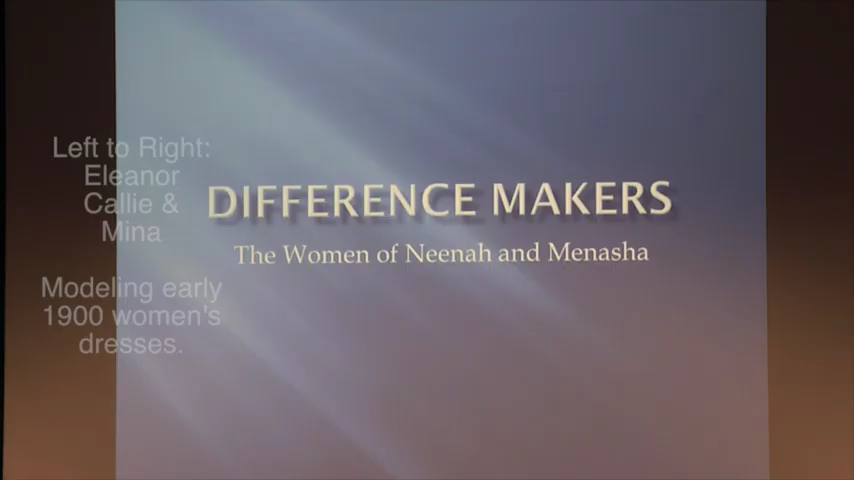 Left to Right:
Eleanor
Callie &
Mina
Modeling early
1900 women's
dresses.
DIFFERENCE MAKERS
The Women of Neenah and Menasha